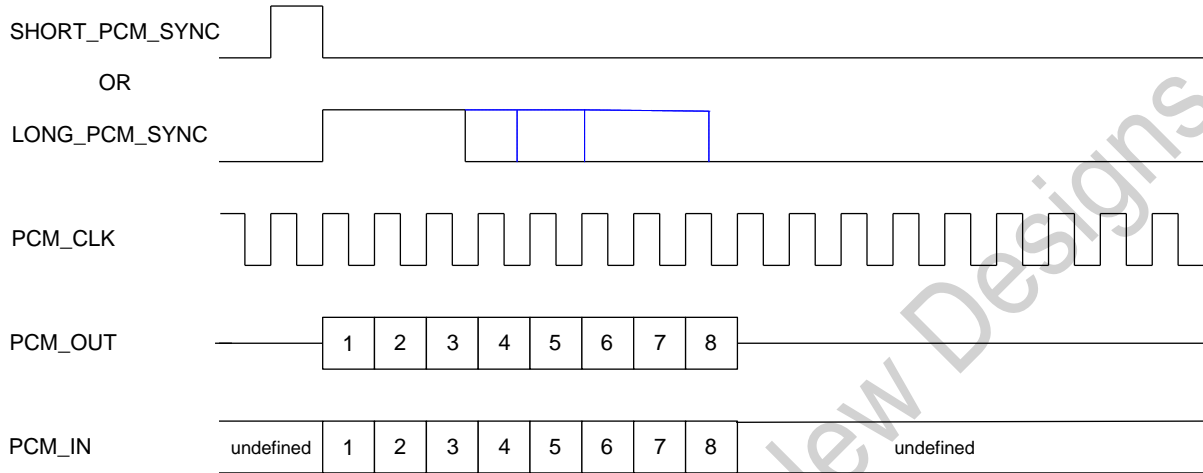 SHORT_PCM_SYNC
OR
LONG_PCM_SYNC
PCM_CLK
PCM_OUT
1 2 3 4 5 6 7 8
PCM_IN
undefined 1 2 3 4 5 6 7 8 undefined
Designs